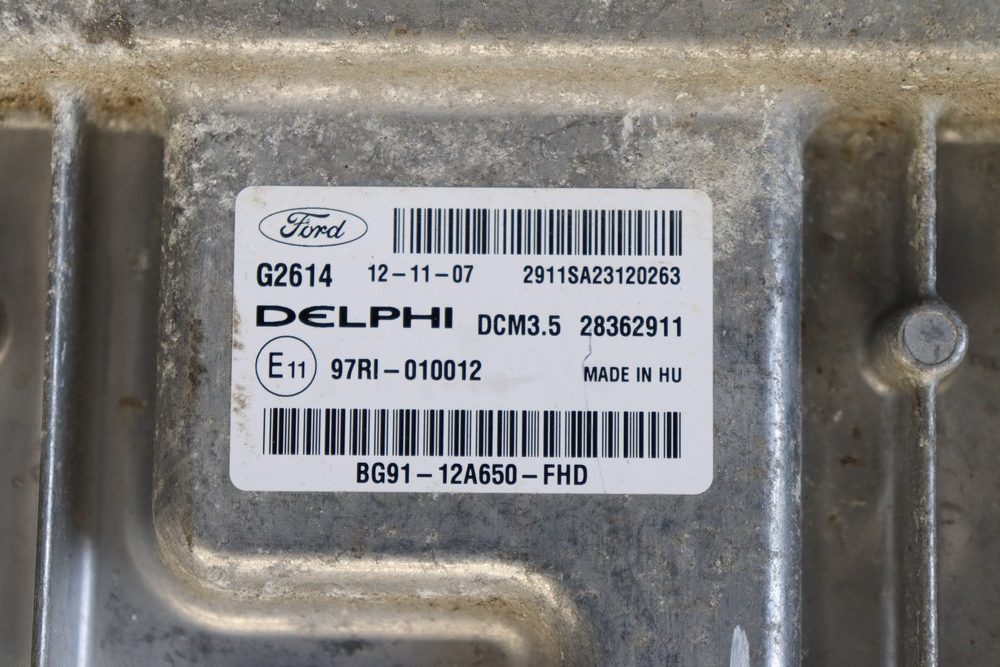 Ford
G2614 12-11-07 2911SA23120263
DELPHI DCM3.5 28362911
E11 97RI-010012 MADE IN HU
BG91-12A650-FHD